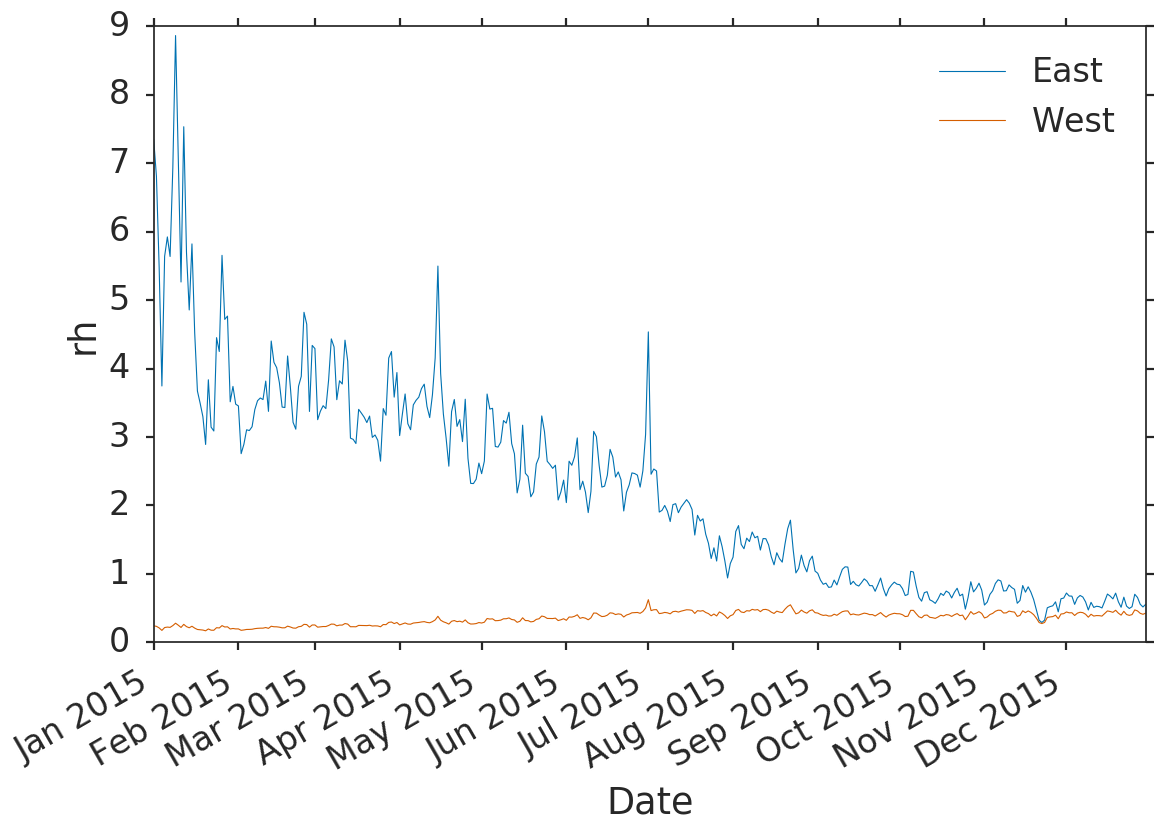 9
8
7
6
5
4
3
2
1
0
rh
East
West
Jan 2015
Feb 2015
Mar 2015
Apr 2015
May 2015
Jun 2015
Jul 2015
Aug 2015
Sep 2015
Oct 2015
Nov 2015
Dec 2015
Date